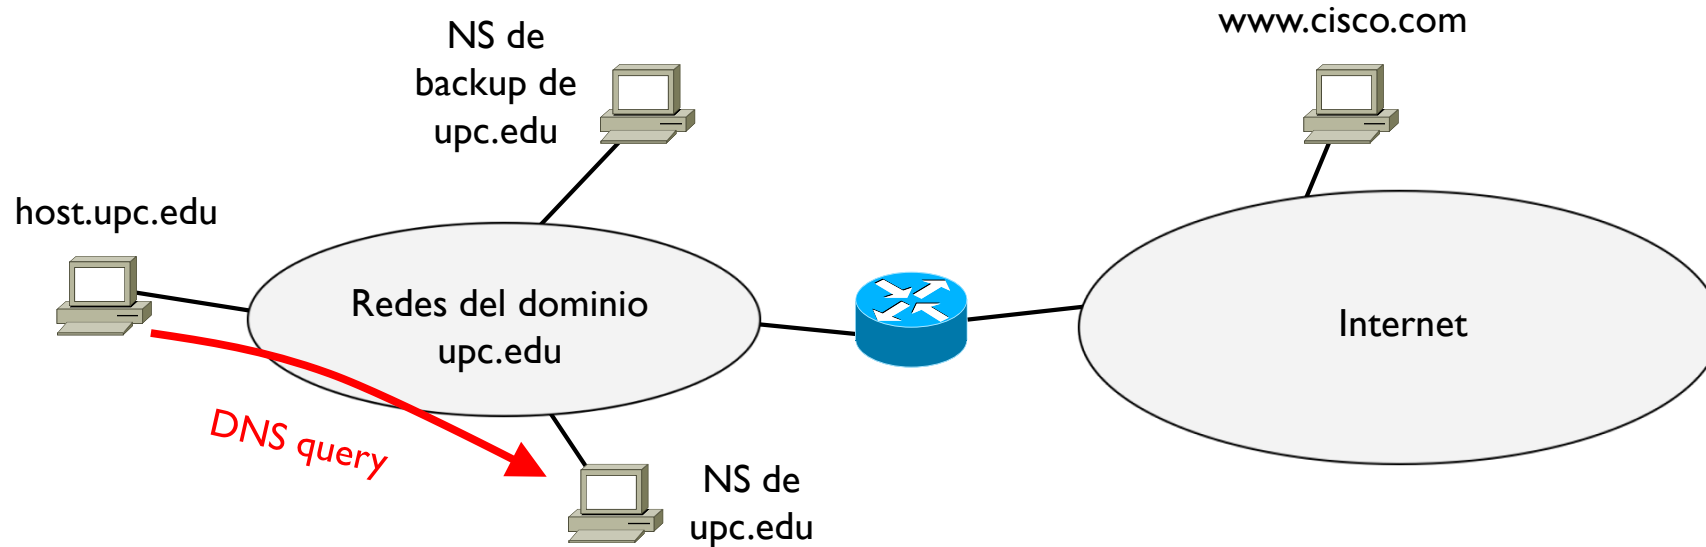 www.cisco.com
NS de
backup de
upc.edu
host.upc.edu
Redes del dominio
upc.edu
Internet
DNS query
NS de
upc.edu